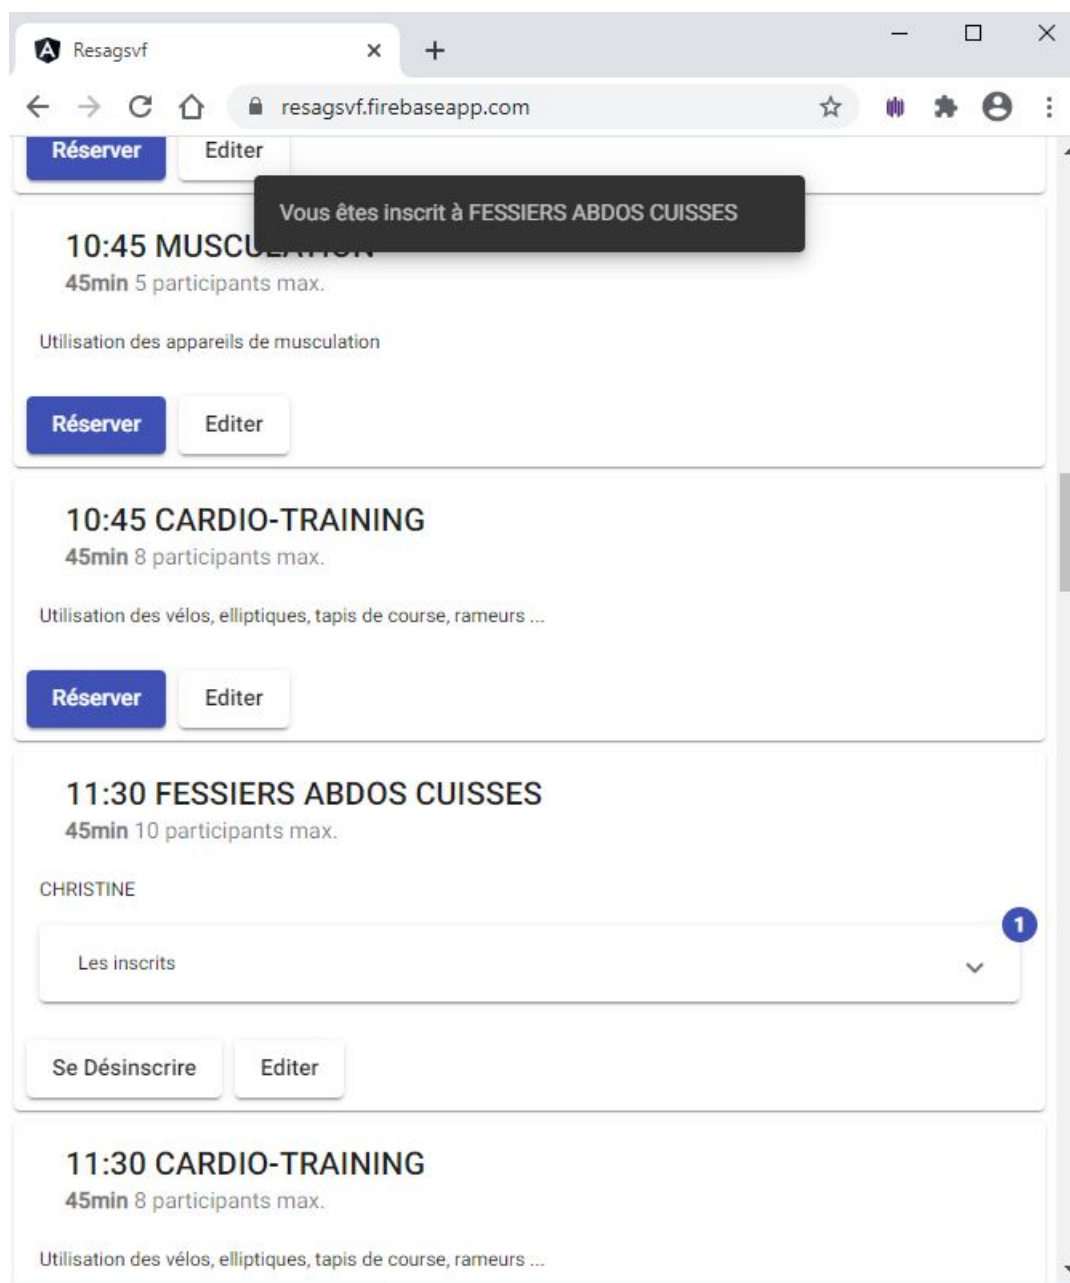 Resagsvf
resagsvf.firebaseapp.com
Réserver Editer
Vous êtes inscrit à FESSIERS ABDOS CUISSES
10:45 MUSCULATION
45min 5 participants max.
Utilisation des appareils de musculation
Réserver Editer
10:45 CARDIO-TRAINING
45min 8 participants max.
Utilisation des vélos, elliptiques, tapis de course, rameurs ...
Réserver Editer
11:30 FESSIERS ABDOS CUISSES
45min 10 participants max.
CHRISTINE
1
Les inscrits
Se Désinscrire Editer
11:30 CARDIO-TRAINING
45min 8 participants max.
Utilisation des vélos, elliptiques, tapis de course, rameurs ...